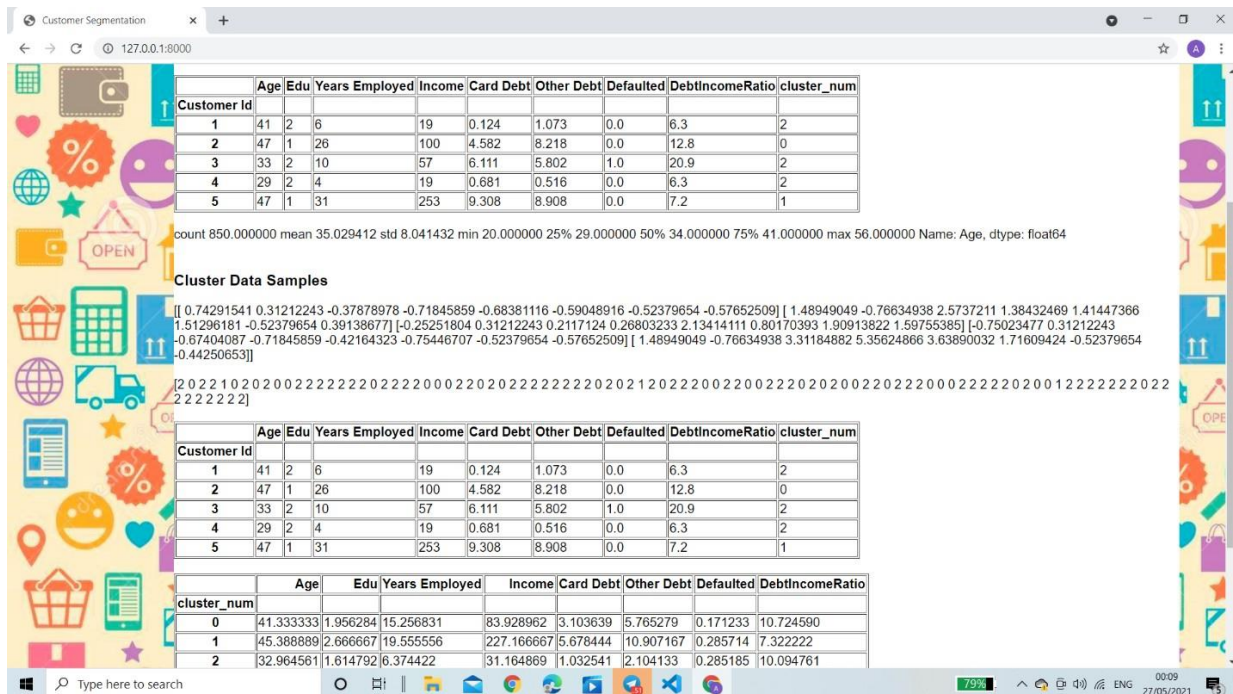 Customer Segmentation
127.0.0.1:8000
A
Age Edu Years Employed Income Card Debt Other Debt Defaulted DebtIncomeRatio cluster_num
Customer Id
1 41 2 6 19 0.124 1.073 0.0 6.3 2
2 47 1 26 100 4.582 8.218 0.0 12.8 0
3 33 2 10 57 6.111 5.802 1.0 20.9 2
4 29 2 4 19 0.681 0.516 0.0 6.3 2
5 47 1 31 253 9.308 8.908 0.0 7.2 1
OPEN
count 850.000000 mean 35.029412 std 8.041432 min 20.000000 25% 29.000000 50% 34.000000 75% 41.000000 max 56.000000 Name: Age, dtype: float64
Cluster Data Samples
[[ 0.74291541 0.31212243 -0.37878978 -0.71845859 -0.68381116 -0.59048916 -0.52379654 -0.57652509] [ 1.48949049 -0.76634938 2.5737211 1.38432469 1.41447366
1.51296181 -0.52379654 0.39138677] [-0.25251804 0.31212243 0.2117124 0.26803233 2.13414111 0.80170393 1.90913822 1.59755385] [-0.75023477 0.31212243
-0.67404087 -0.71845859 -0.42164323 -0.75446707 -0.52379654 -0.57652509] [ 1.48949049 -0.76634938 3.31184882 5.35624866 3.63890032 1.71609424 -0.52379654
-0.44250653]]
[2 0 2 2 1 0 2 0 2 0 0 2 2 2 2 2 2 2 0 2 2 2 2 0 0 0 2 2 0 2 0 2 2 2 2 2 2 2 2 0 2 0 2 1 2 0 2 2 2 0 0 2 2 0 0 2 2 2 0 2 0 2 0 0 2 2 0 2 2 2 0 0 0 2 2 2 2 2 0 2 0 0 1 2 2 2 2 2 2 2 0 2 2
2 2 2 2 2 2 2]
Age Edu Years Employed Income Card Debt Other Debt Defaulted DebtIncomeRatio cluster_num
Customer Id
1 41 2 6 19 0.124 1.073 0.0 6.3 2
2 47 1 26 100 4.582 8.218 0.0 12.8 0
3 33 2 10 57 6.111 5.802 1.0 20.9 2
4 29 2 4 19 0.681 0.516 0.0 6.3 2
5 47 1 31 253 9.308 8.908 0.0 7.2 1
Age Edu Years Employed Income Card Debt Other Debt Defaulted DebtIncomeRatio
cluster_num
0 41.333333 1.956284 15.256831 83.928962 3.103639 5.765279 0.171233 10.724590
1 45.388889 2.666667 19.555556 227.166667 5.678444 10.907167 0.285714 7.322222
2 32.964561 1.614792 6.374422 31.164869 1.032541 2.104133 0.285185 10.094761
Type here to search
79%
ENG
00:09
27/05/2021